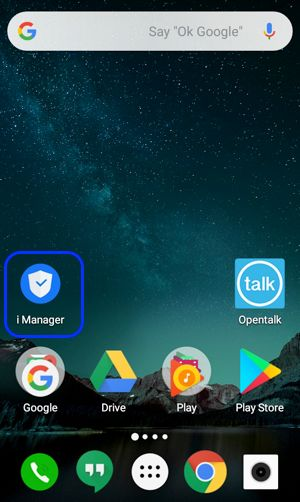 Say "Ok Google"
talk
i Manager
Opentalk
Google
Drive
Play
Play Store